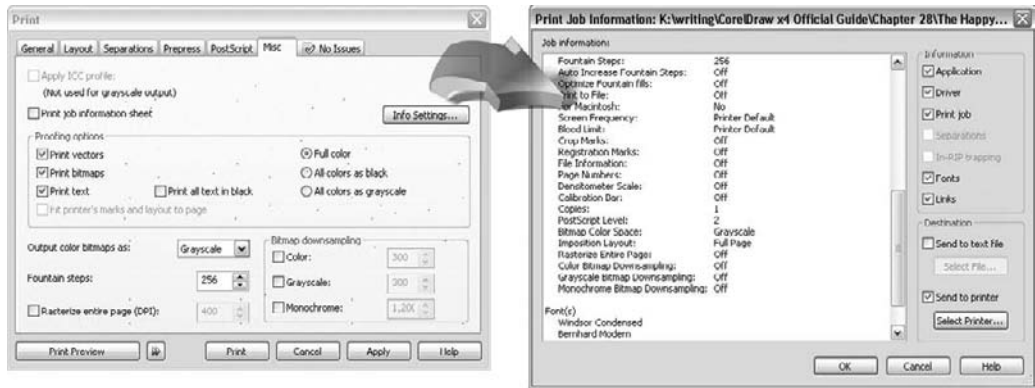 Print
General Layout Separations Prepress PostScript Misc No Issues
Apply ICC profile:
(Not used for grayscale output)
Print job information sheet
Info Settings...
Proofing options
Print vectors
Print bitmaps
Print text
Print all text in black
Fit printer's marks and layout to page
Full color
All colors as black
All colors as grayscale
Output color bitmaps as: Grayscale
Fountain steps: 256
Rasterize entire page (DPI): 400
Bitmap downsampling
Color: 300
Grayscale: 300
Monochrome: 1,20(
Print Preview Print Cancel Apply Help
Print Job Information: K:\writing\CorelDraw x4 Official Guide\Chapter 28\The Happy...
Job information:
Fountain Steps: 256
Auto Increase Fountain Steps: Off
Optimize Fountain fills: Off
Print to File: Off
For Macintosh: No
Screen Frequency: Printer Default
Bleed Limit: Printer Default
Crop Marks: Off
Registration Marks: Off
File Information: Off
Page Numbers: Off
Densitometer Scale: Off
Calibration Bar: Off
Copies: 1
PostScript Level: 2
Bitmap Color Space: Grayscale
Imposition Layout: Full Page
Rasterize Entire Page: Off
Color Bitmap Downsampling: Off
Grayscale Bitmap Downsampling: Off
Monochrome Bitmap Downsampling: Off
Font(s)
Windsor Condensed
Bernhard Modern
Information
Application
Driver
Print job
Separations
In-RIP trapping
Fonts
Links
Destination
Send to text file
Select File...
Send to printer
Select Printer...
OK Cancel Help